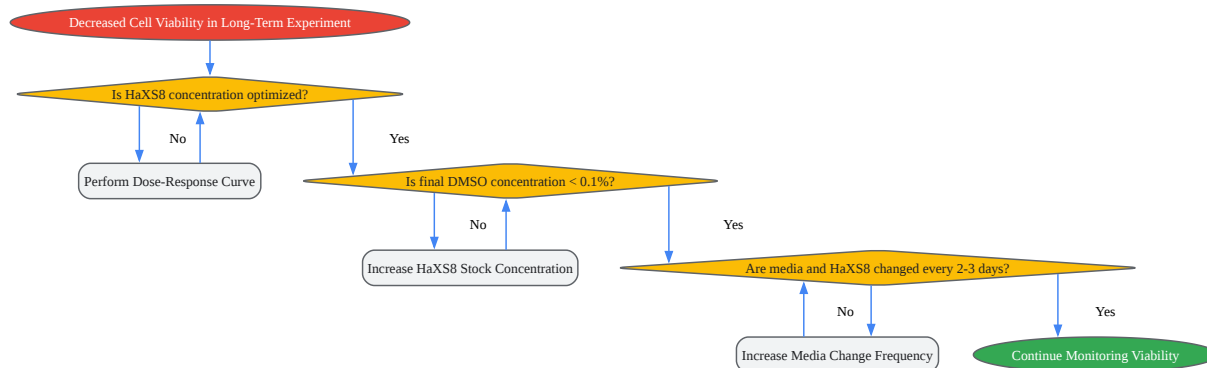 Decreased Cell Viability in Long-Term Experiment
Is HaXS8 concentration optimized?
No
Yes
Perform Dose-Response Curve
Is final DMSO concentration < 0.1%?
No
Yes
Increase HaXS8 Stock Concentration
Are media and HaXS8 changed every 2-3 days?
No
Yes
Increase Media Change Frequency
Continue Monitoring Viability